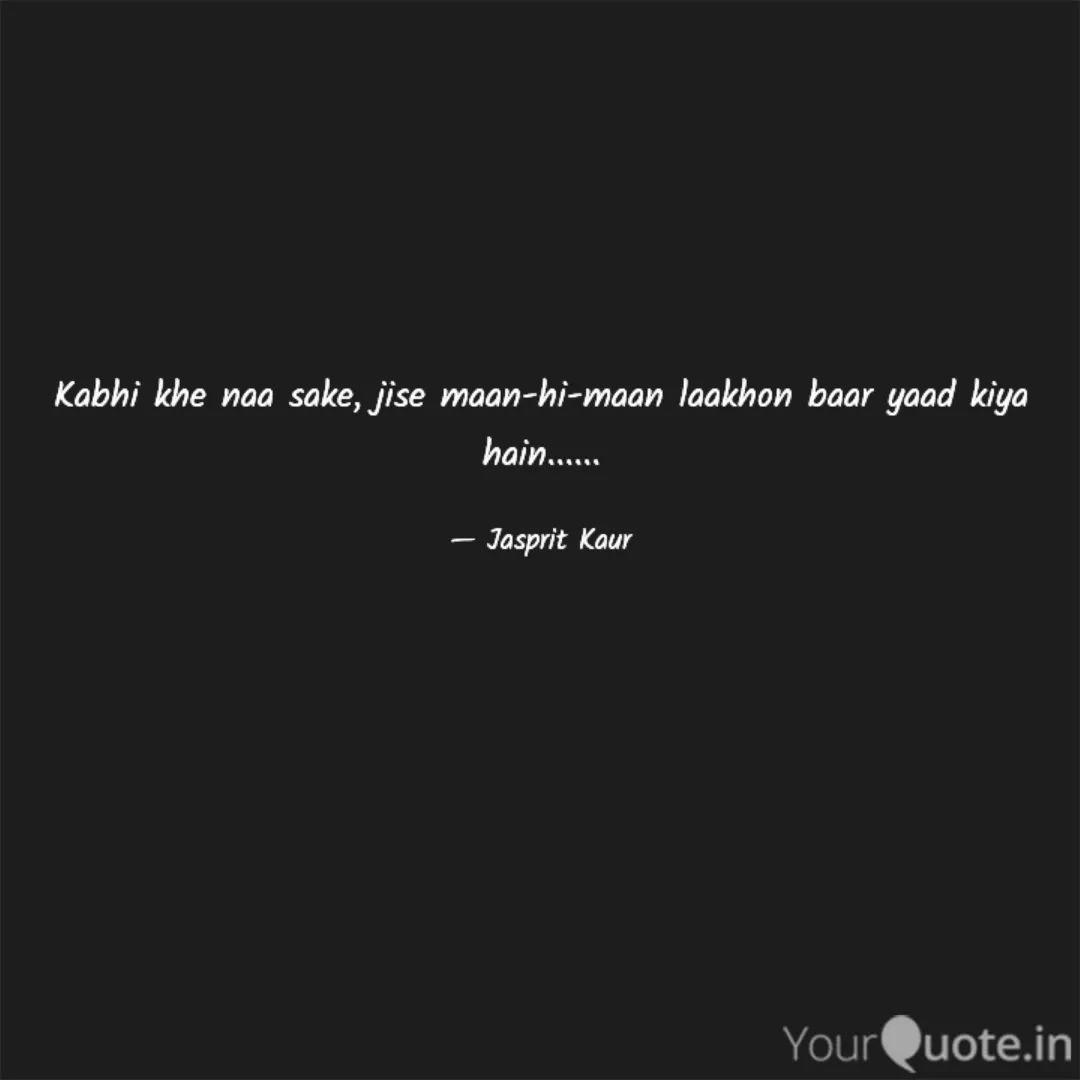 Kabhi khe naa sake, jise maan-hi-maan laakhon baar yaad kiya
hain......
— Jasprit Kaur
YourQuote.in